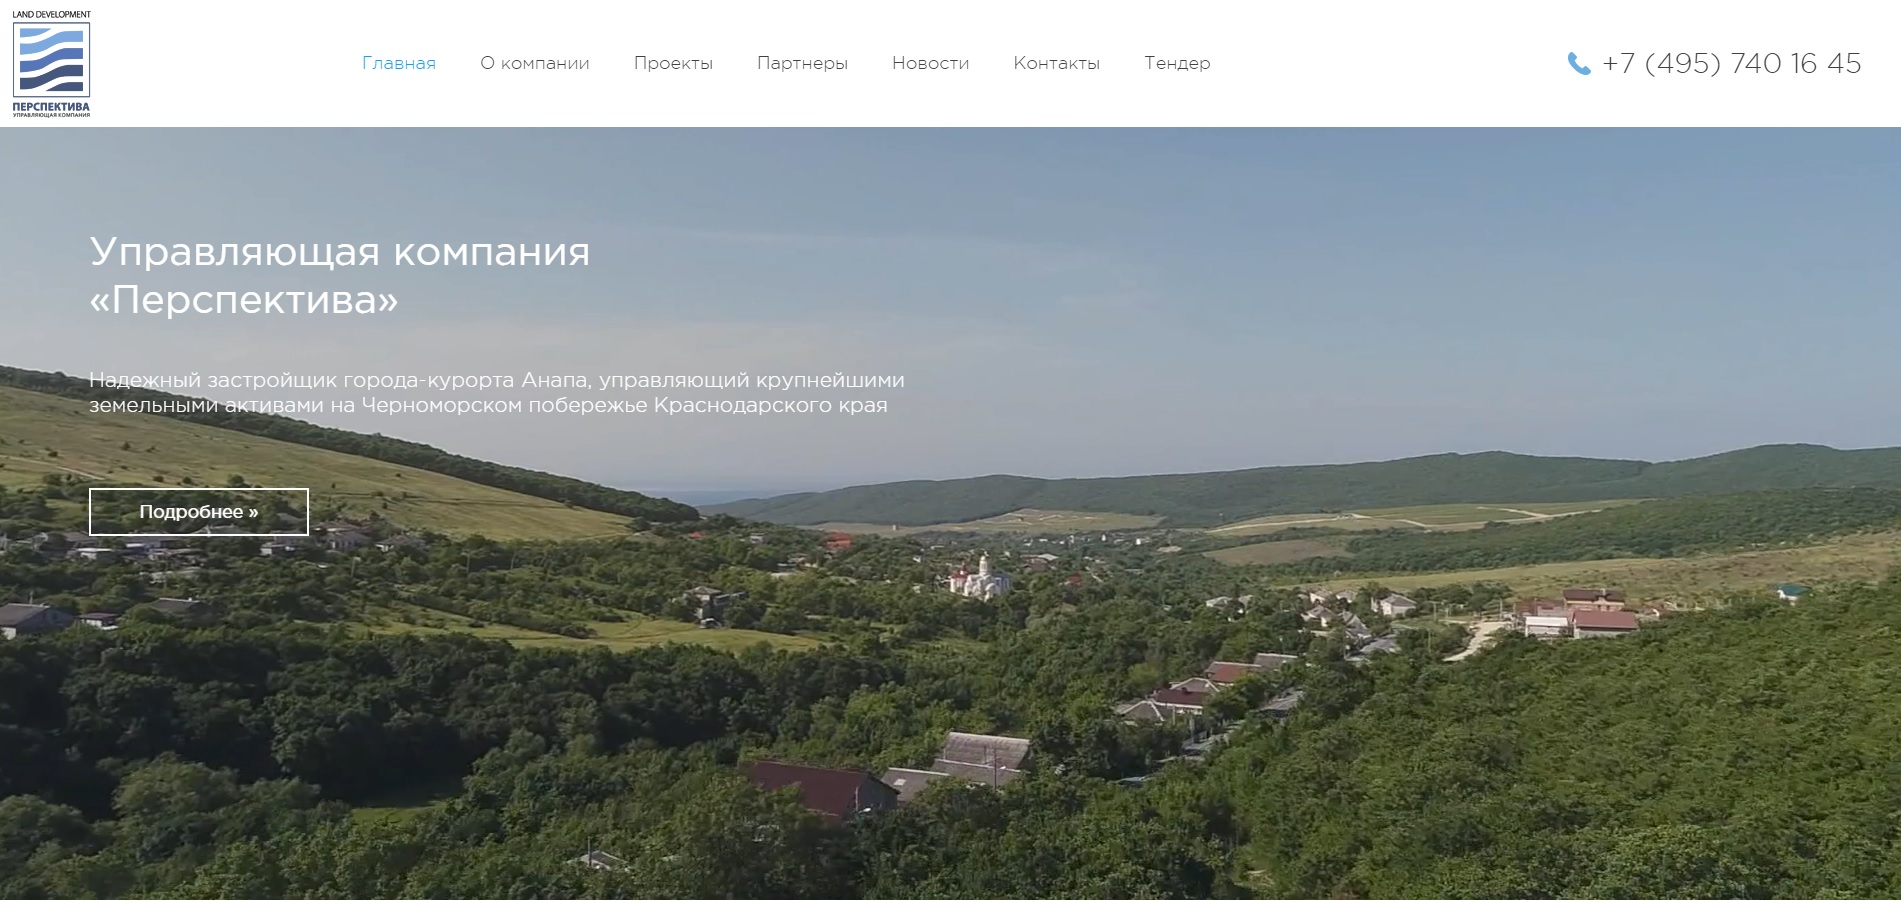 LAND DEVELOPMENT
ПЕРСПЕКТИВА
УПРАВЛЯЮЩАЯ КОМПАНИЯ
Главная О компании Проекты Партнеры Новости Контакты Тендер
+7 (495) 740 16 45
Управляющая компания
«Перспектива»
Надежный застройщик города-курорта Анапа, управляющий крупнейшими
земельными активами на Черноморском побережье Краснодарского края
Подробнее »